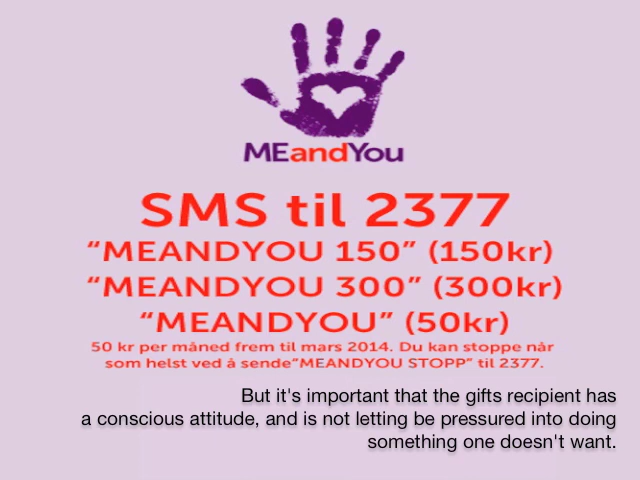 MEandYou
SMS til 2377
“MEANDYOU 150” (150kr)
“MEANDYOU 300” (300kr)
“MEANDYOU” (50kr)
50 kr per måned frem til mars 2014. Du kan stoppe når
som helst ved å sende“MEANDYOU STOPP” til 2377.
But it's important that the gifts recipient has
a conscious attitude, and is not letting be pressured into doing
something one doesn't want.